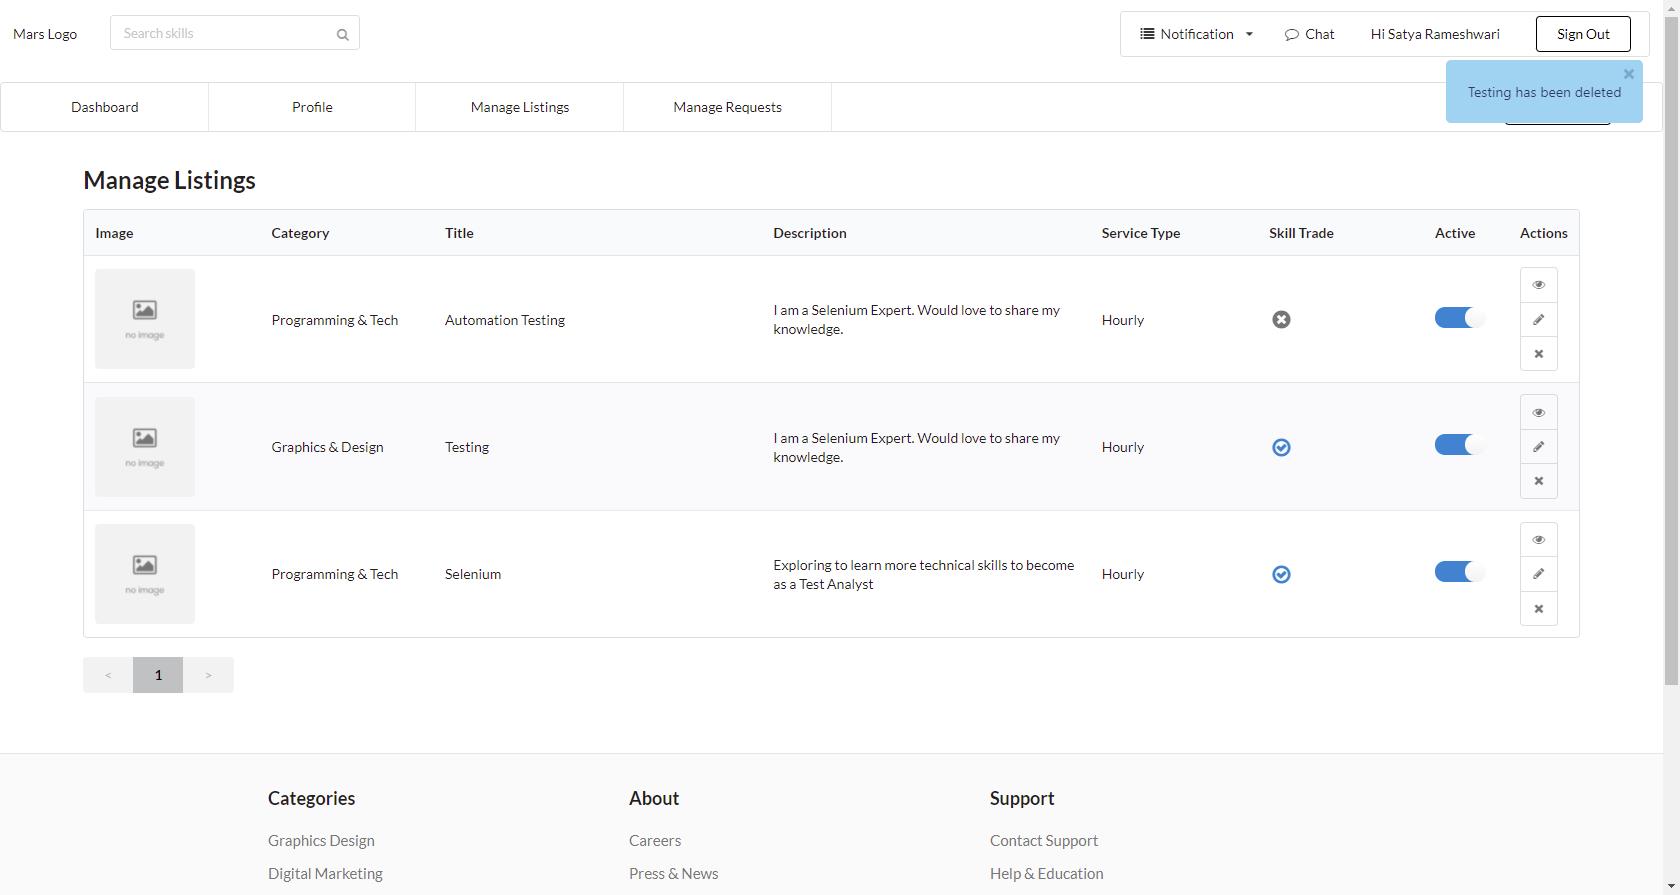 Mars Logo
Search skills
Notification
Chat
Hi Satya Rameshwari
Sign Out
Testing has been deleted
Dashboard
Profile
Manage Listings
Manage Requests
Manage Listings
Image
Category
Title
Description
Service Type
Skill Trade
Active
Actions
no image
Programming & Tech
Automation Testing
I am a Selenium Expert. Would love to share my
knowledge.
Hourly
no image
Graphics & Design
Testing
I am a Selenium Expert. Would love to share my
knowledge.
Hourly
no image
Programming & Tech
Selenium
Exploring to learn more technical skills to become
as a Test Analyst
Hourly
< 1 >
Categories
About
Support
Graphics Design
Careers
Contact Support
Digital Marketing
Press & News
Help & Education